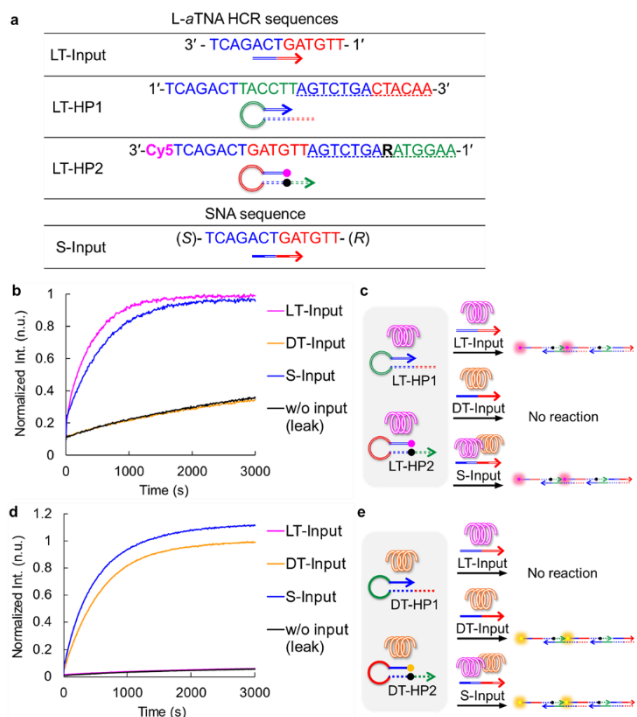 a
L-aTNA HCR sequences
LT-Input
3′ - TCAGACTGATGTT- 1′
LT-HP1
1′-TCAGACTTACCTTAGTCTGACTACAA-3′
LT-HP2
3′-Cy5TCAGACTGATGTTAGTCTGARATGGAA-1′
SNA sequence
S-Input
(S)- TCAGACTGATGTT- (R)
b
Normalized Int. (n.u.)
1
0.8
0.6
0.4
0.2
0
0 1000 2000 3000
Time (s)
LT-Input
DT-Input
S-Input
w/o input
(leak)
c
LT-HP1
LT-HP2
LT-Input
DT-Input
No reaction
S-Input
d
Normalized Int. (n.u.)
1.2
1
0.8
0.6
0.4
0.2
0
0 1000 2000 3000
Time (s)
LT-Input
DT-Input
S-Input
w/o input
(leak)
e
DT-HP1
DT-HP2
LT-Input
No reaction
DT-Input
S-Input